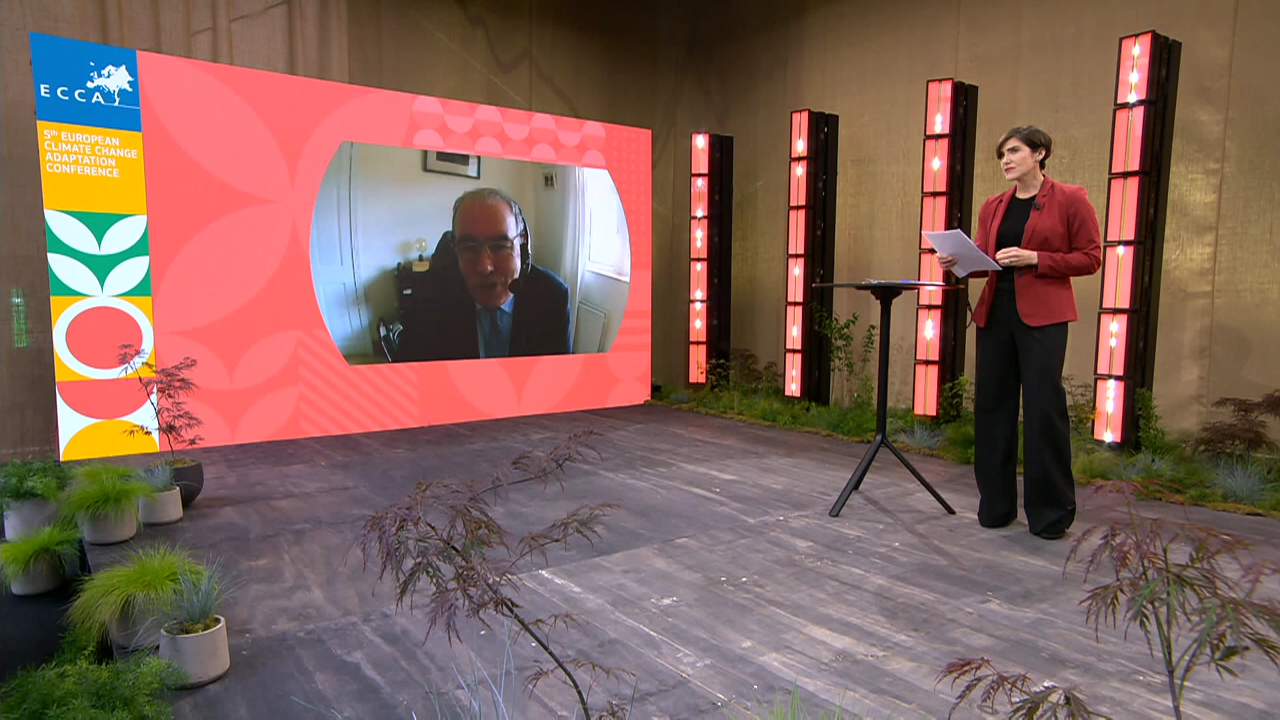 ECCA
5th EUROPEAN
CLIMATE CHANGE
ADAPTATION
CONFERENCE